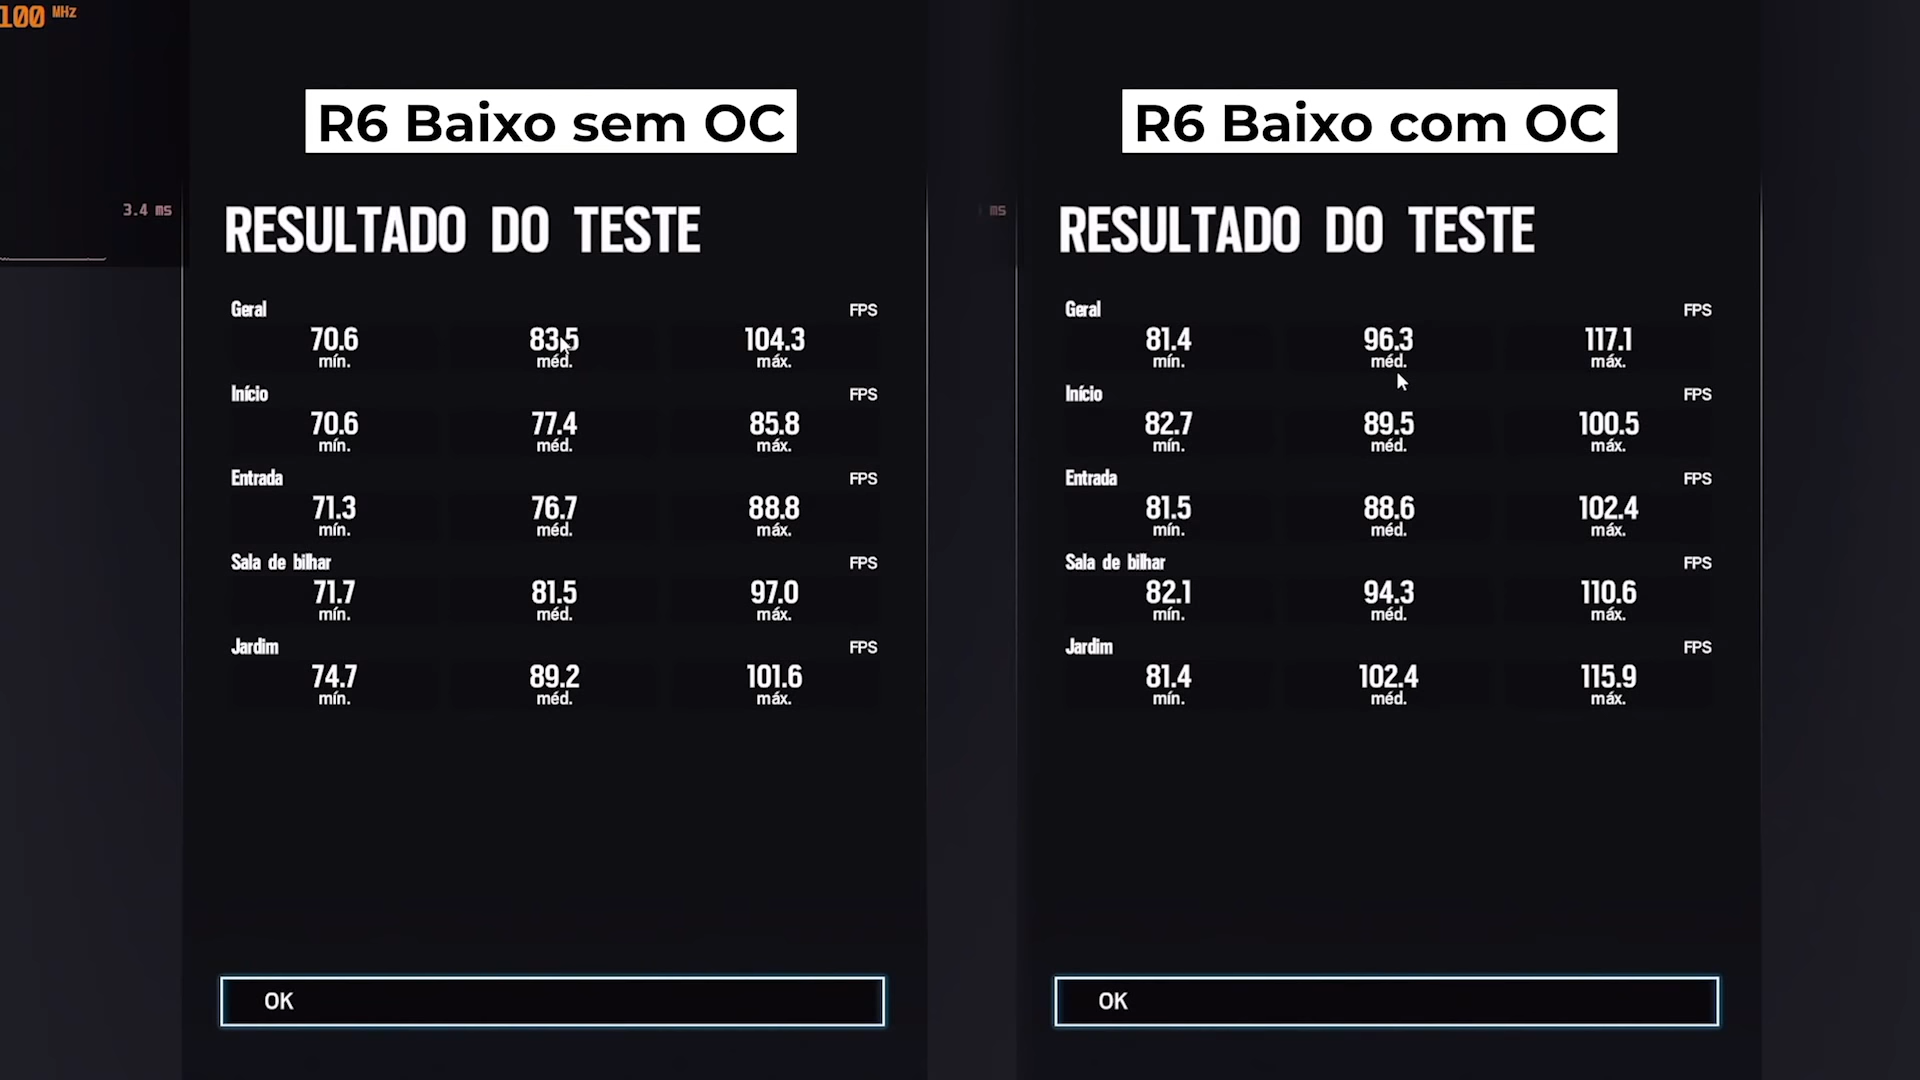 100 MHz
R6 Baixo sem OC
3.4 ms
RESULTADO DO TESTE
Geral FPS
70.6 83.5 104.3
mín. méd. máx.
Início FPS
70.6 77.4 85.8
mín. méd. máx.
Entrada FPS
71.3 76.7 88.8
mín. méd. máx.
Sala de bilhar FPS
71.7 81.5 97.0
mín. méd. máx.
Jardim FPS
74.7 89.2 101.6
mín. méd. máx.
OK
R6 Baixo com OC
ms
RESULTADO DO TESTE
Geral FPS
81.4 96.3 117.1
mín. méd. máx.
Início FPS
82.7 89.5 100.5
mín. méd. máx.
Entrada FPS
81.5 88.6 102.4
mín. méd. máx.
Sala de bilhar FPS
82.1 94.3 110.6
mín. méd. máx.
Jardim FPS
81.4 102.4 115.9
mín. méd. máx.
OK